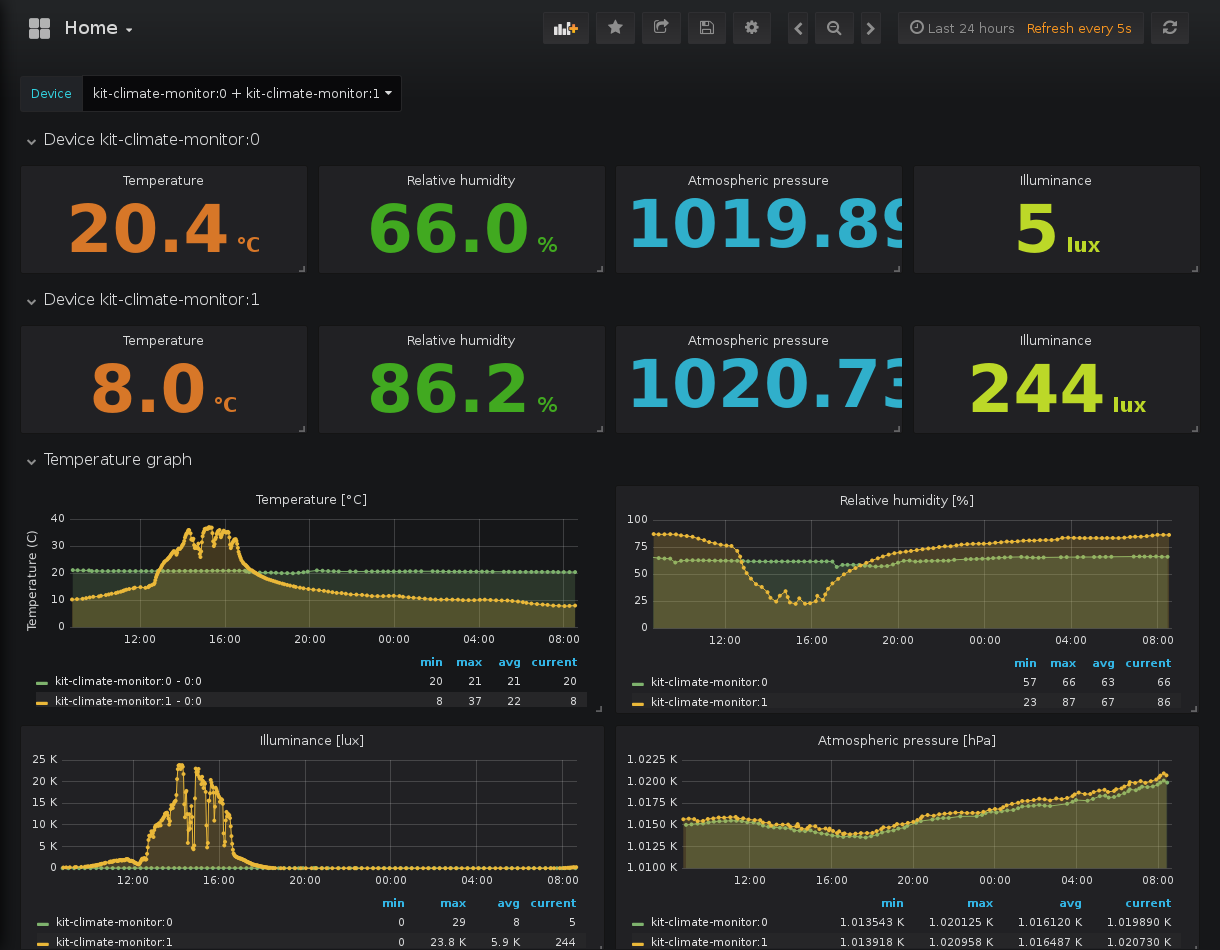 Home
Last 24 hours Refresh every 5s
Device kit-climate-monitor:0 + kit-climate-monitor:1
Device kit-climate-monitor:0
Temperature Relative humidity Atmospheric pressure Illuminance
20.4 °C 66.0 % 1019.89 5 lux
Device kit-climate-monitor:1
Temperature Relative humidity Atmospheric pressure Illuminance
8.0 °C 86.2 % 1020.73 244 lux
Temperature graph
Temperature [°C]
Temperature (C)
40
30
20
10
0
12:00 16:00 20:00 00:00 04:00 08:00
min max avg current
kit-climate-monitor:0 - 0:0 20 21 21 20
kit-climate-monitor:1 - 0:0 8 37 22 8
Relative humidity [%]
100
75
50
25
0
12:00 16:00 20:00 00:00 04:00 08:00
min max avg current
kit-climate-monitor:0 57 66 63 66
kit-climate-monitor:1 23 87 67 86
Illuminance [lux]
25 K
20 K
15 K
10 K
5 K
0
12:00 16:00 20:00 00:00 04:00 08:00
min max avg current
kit-climate-monitor:0 0 29 8 5
kit-climate-monitor:1 0 23.8 K 5.9 K 244
Atmospheric pressure [hPa]
1.0225 K
1.0200 K
1.0175 K
1.0150 K
1.0125 K
1.0100 K
12:00 16:00 20:00 00:00 04:00 08:00
min max avg current
kit-climate-monitor:0 1.013543 K 1.020125 K 1.016120 K 1.019890 K
kit-climate-monitor:1 1.013918 K 1.020958 K 1.016487 K 1.020730 K